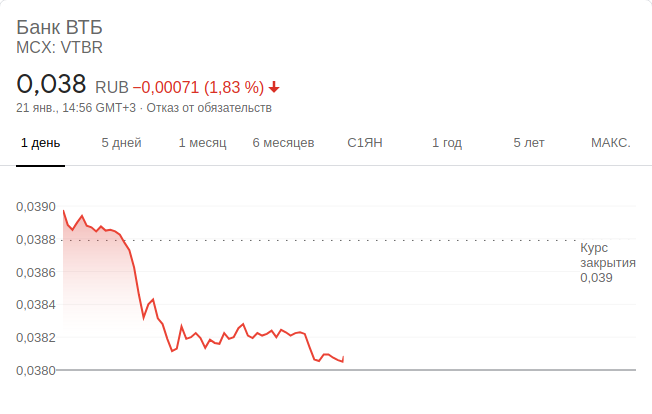 Банк ВТБ
MCX: VTBR
0,038 RUB −0,00071 (1,83 %)
21 янв., 14:56 GMT+3 · Отказ от обязательств
1 день 5 дней 1 месяц 6 месяцев С1ЯН 1 год 5 лет МАКС.
0,0390
0,0388
Курс
закрытия
0,039
0,0386
0,0384
0,0382
0,0380